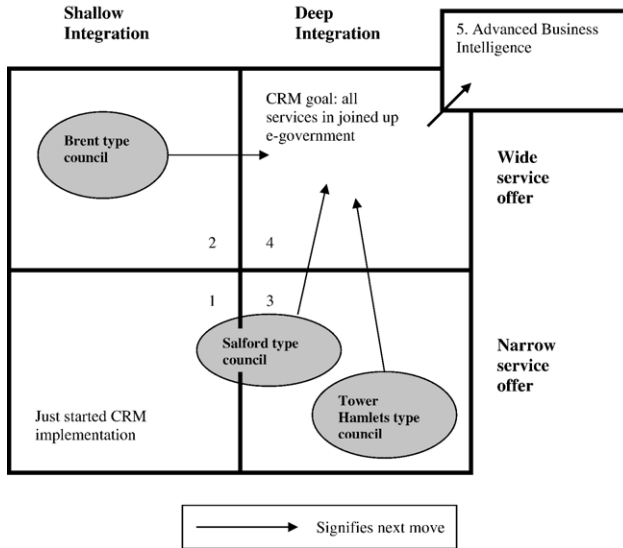 Shallow
Integration
Deep
Integration
5. Advanced Business
Intelligence
CRM goal: all
services in joined up
e-government
Brent type
council
Wide
service
offer
2
4
1
3
Salford type
council
Narrow
service
offer
Tower
Hamlets type
council
Just started CRM
implementation
Signifies next move